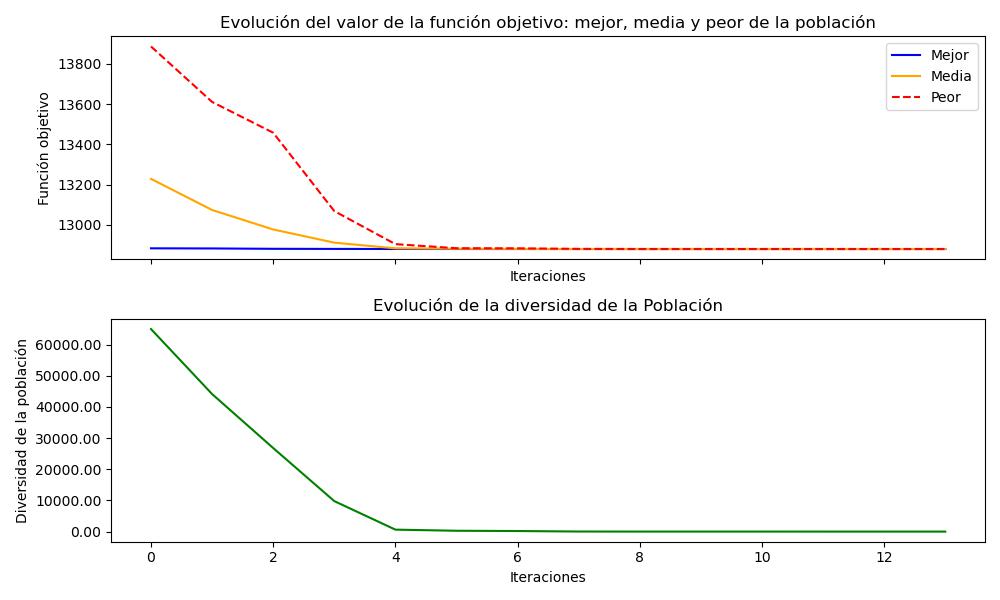 Evolución del valor de la función objetivo: mejor, media y peor de la población
13800
13600
13400
13200
13000
Función objetivo
Mejor
Media
Peor
Iteraciones
Evolución de la diversidad de la Población
60000.00
50000.00
40000.00
30000.00
20000.00
10000.00
0.00
Diversidad de la población
0 2 4 6 8 10 12
Iteraciones